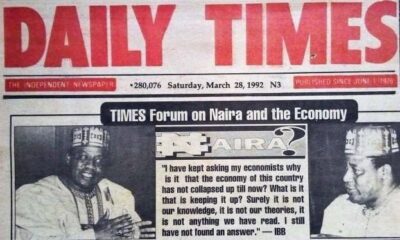 DAILY TIMES
THE INDEPENDENT NEWSPAPER
•280,076 Saturday, March 28, 1992 N3
PUBLISHED SINCE JUNE 1, 1926
TIMES Forum on Naira and the Economy
NAIRA?
"I have kept asking my economists why
is it that the economy of this country
has not collapsed up till now? What is it
that is keeping it up? Surely it is not
our knowledge, it is not our theories, it
is not anything we have read. I still
have not found an answer." — IBB